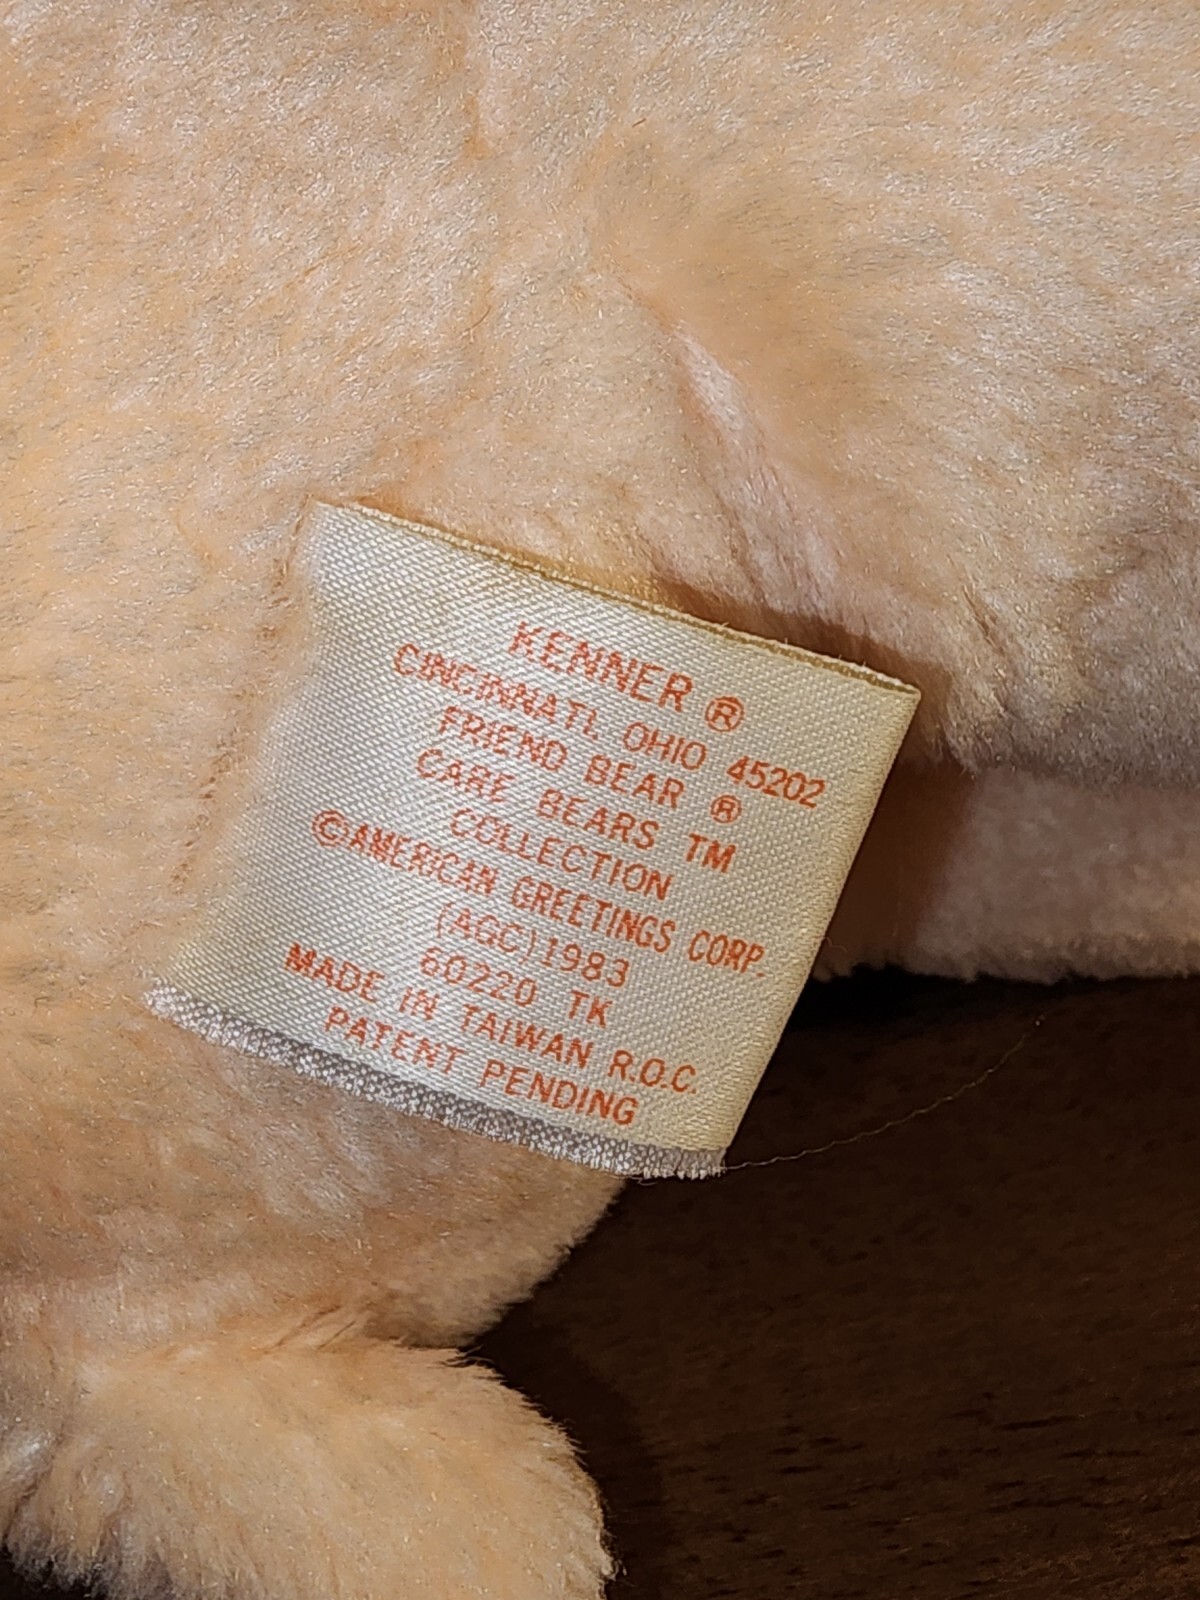 KENNER ®
CINCINNATI, OHIO 45202
FRIEND BEAR ®
CARE BEARS TM
COLLECTION
©AMERICAN GREETINGS CORP.
(AGC)1983
60220 TK
MADE IN TAIWAN R.O.C.
PATENT PENDING